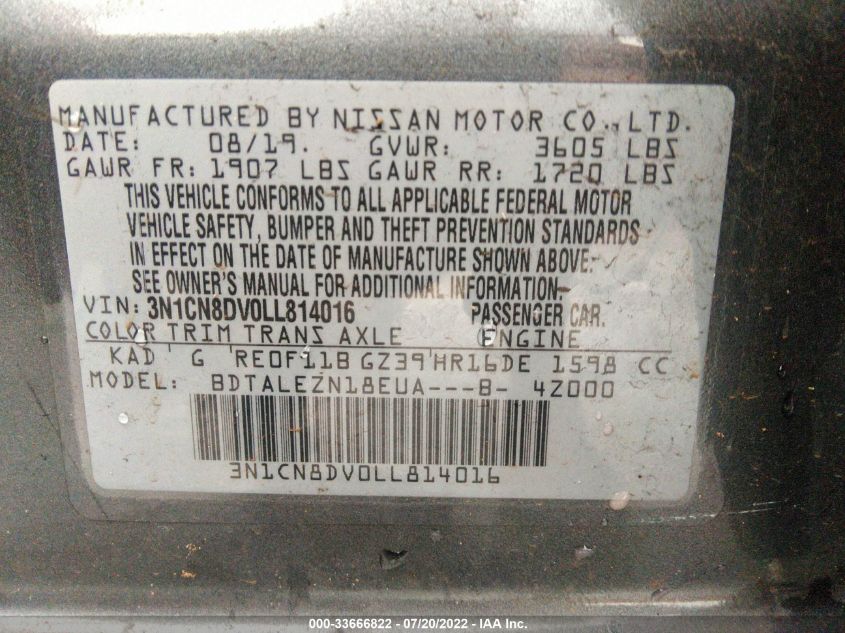 MANUFACTURED BY NISSAN MOTOR CO., LTD.
DATE: 08/19. GVWR: 3605 LBS
GAWR FR: 1907 LBS GAWR RR: 1720 LBS
THIS VEHICLE CONFORMS TO ALL APPLICABLE FEDERAL MOTOR
VEHICLE SAFETY, BUMPER AND THEFT PREVENTION STANDARDS
IN EFFECT ON THE DATE OF MANUFACTURE SHOWN ABOVE.
SEE OWNER'S MANUAL FOR ADDITIONAL INFORMATION
VIN: 3N1CN8DV0LL814016 PASSENGER CAR.
COLOR TRIM TRANS AXLE ENGINE
KAD G RE0F11B GZ39 HR16DE 1598 CC
MODEL: BDTALEZN18EUA---B- 4Z000
3N1CN8DV0LL814016
000-33666822 - 07/20/2022 - IAA Inc.